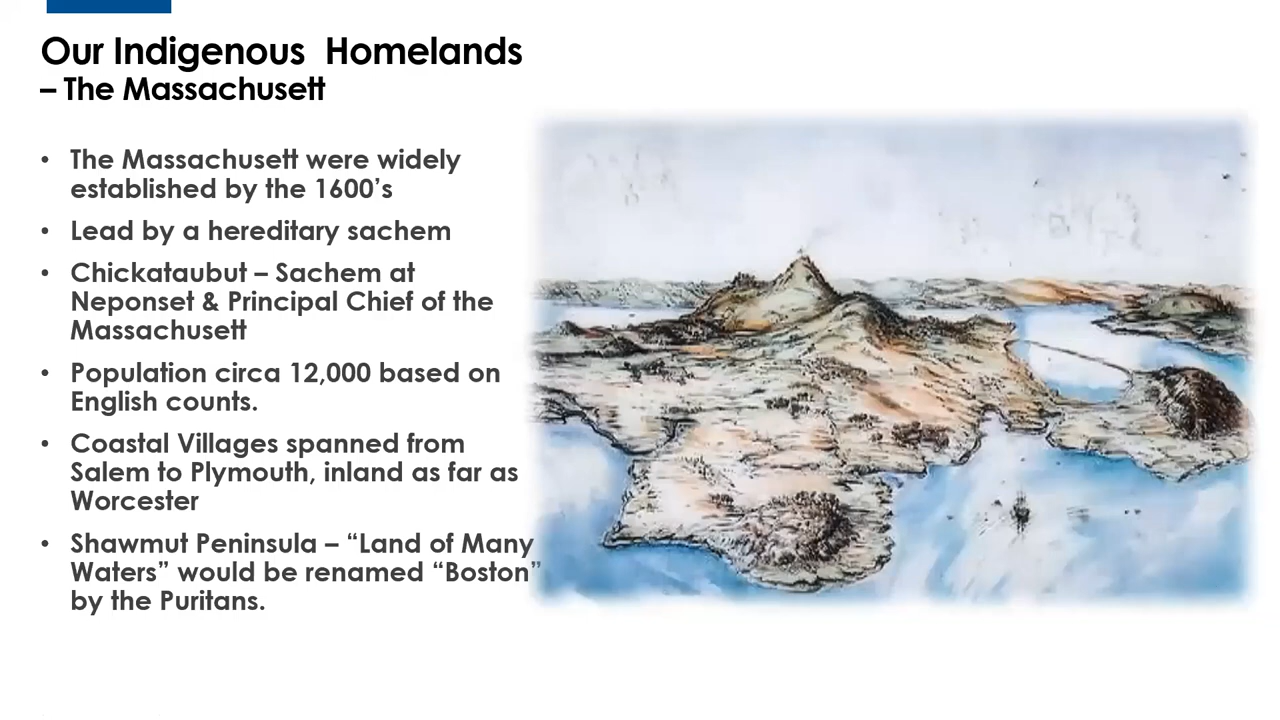 Our Indigenous  Homelands
– The Massachusett
• The Massachusett were widely
established by the 1600’s
• Lead by a hereditary sachem
• Chickataubut – Sachem at
Neponset & Principal Chief of the
Massachusett
• Population circa 12,000 based on
English counts.
• Coastal Villages spanned from
Salem to Plymouth, inland as far as
Worcester
• Shawmut Peninsula – “Land of Many
Waters” would be renamed “Boston”
by the Puritans.